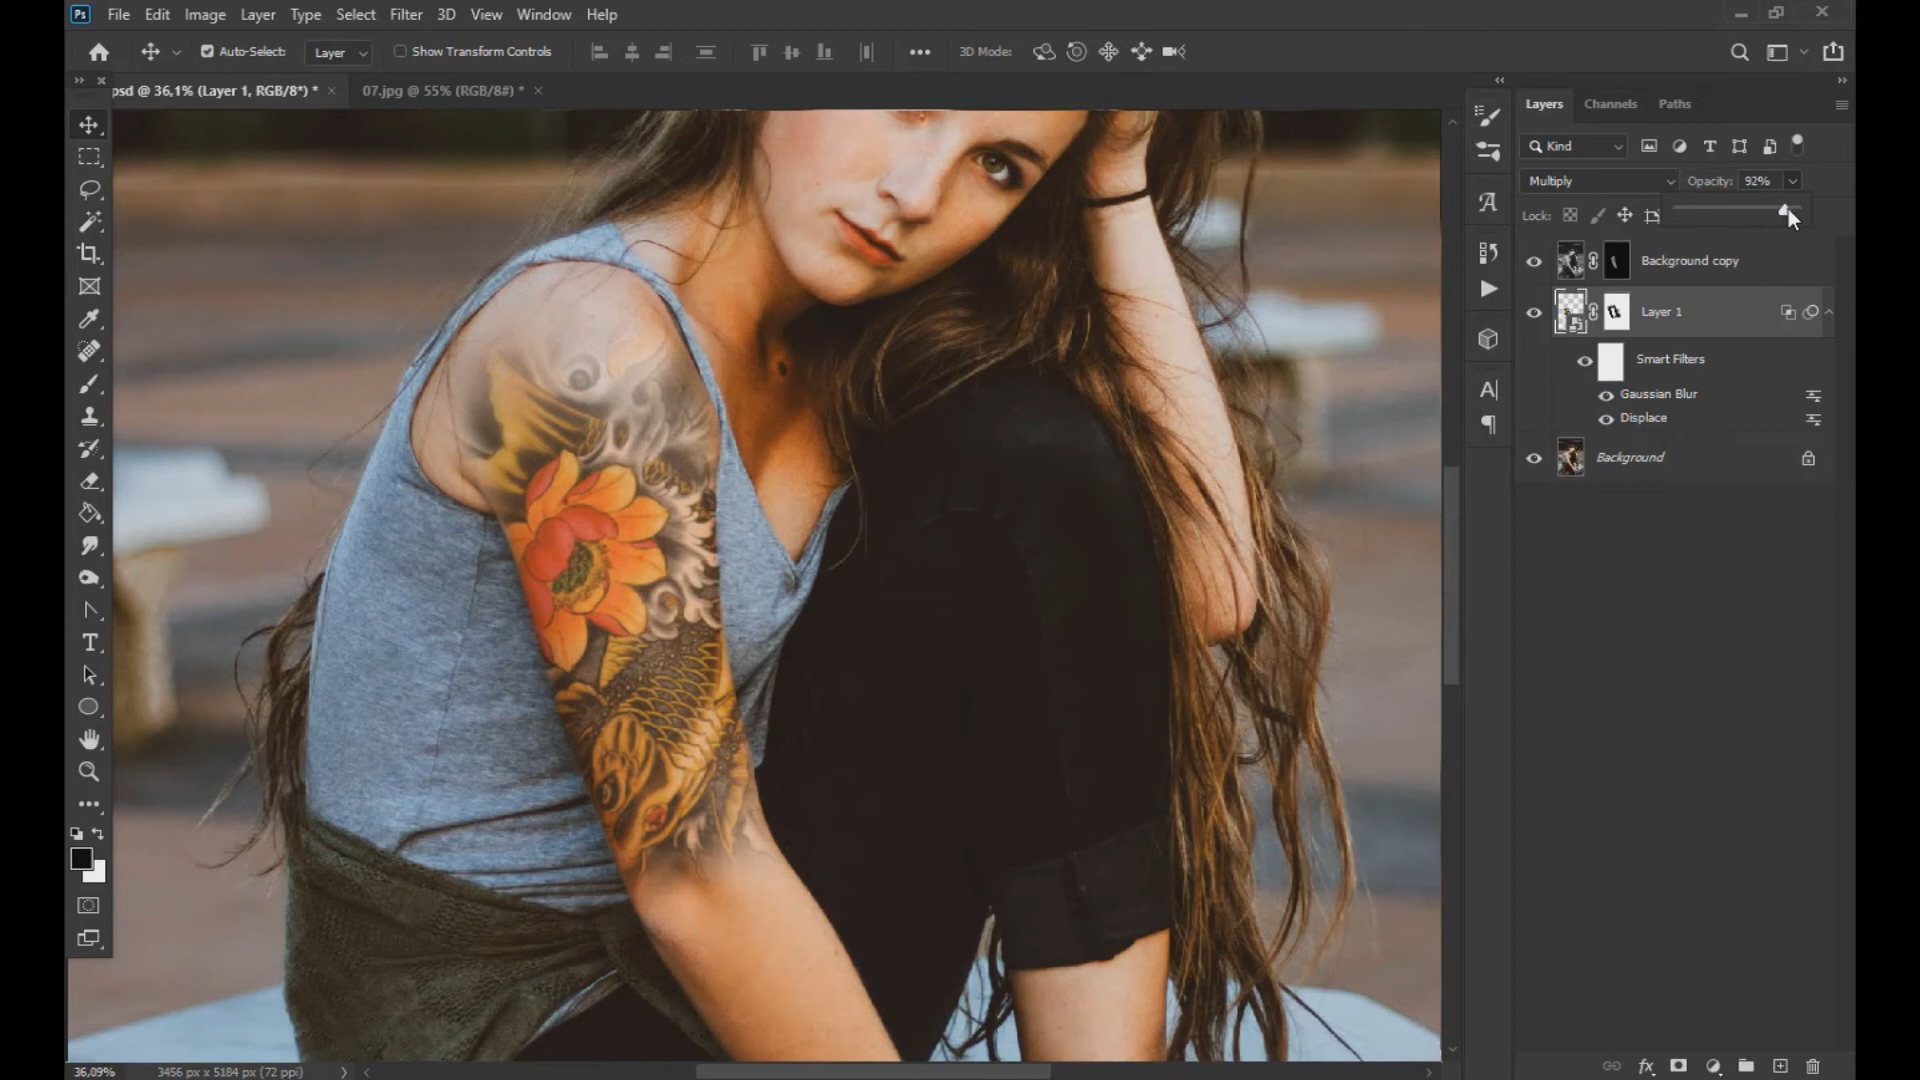 Ps File Edit Image Layer Type Select Filter 3D View Window Help
Auto-Select: Layer Show Transform Controls 3D Mode:
psd @ 36,1% (Layer 1, RGB/8*) * 07.jpg @ 55% (RGB/8#) *
Layers Channels Paths
Kind
Multiply Opacity: 92%
Lock:
Background copy
Layer 1
Smart Filters
Gaussian Blur
Displace
Background
36,09% 3456 px x 5184 px (72 ppi)